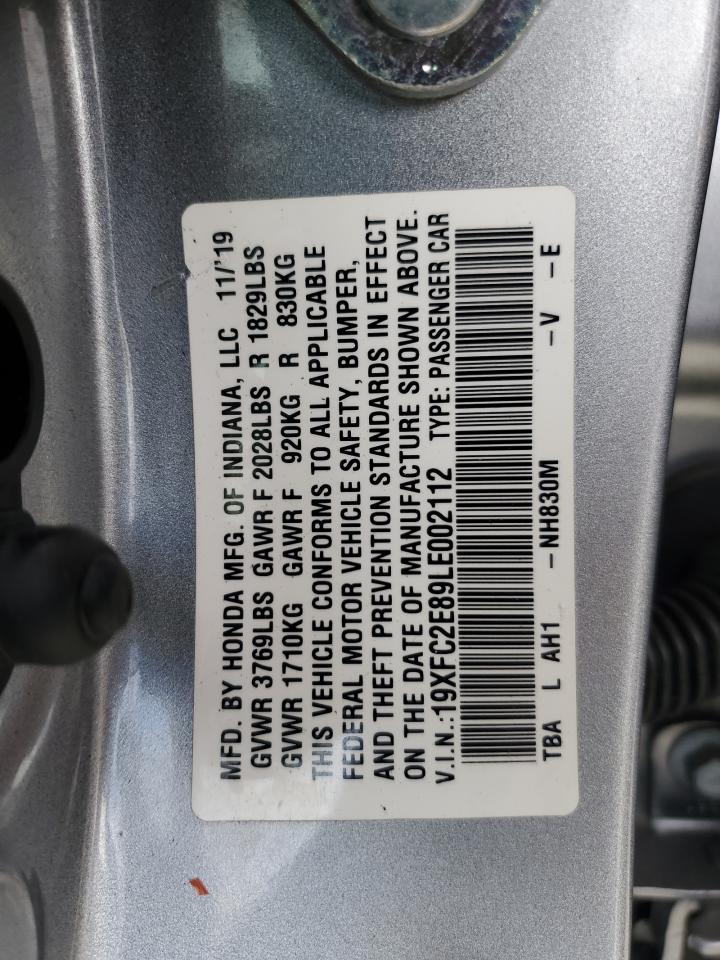 MFD. BY HONDA MFG. OF INDIANA, LLC 11/'19
GVWR 3769LBS GAWR F 2028LBS R 1829LBS
GVWR 1710KG GAWR F 920KG R 830KG
THIS VEHICLE CONFORMS TO ALL APPLICABLE
FEDERAL MOTOR VEHICLE SAFETY, BUMPER,
AND THEFT PREVENTION STANDARDS IN EFFECT
ON THE DATE OF MANUFACTURE SHOWN ABOVE.
V.I.N.:19XFC2E89LE002112 TYPE: PASSENGER CAR
TBA L AH1 - NH830M -V -E